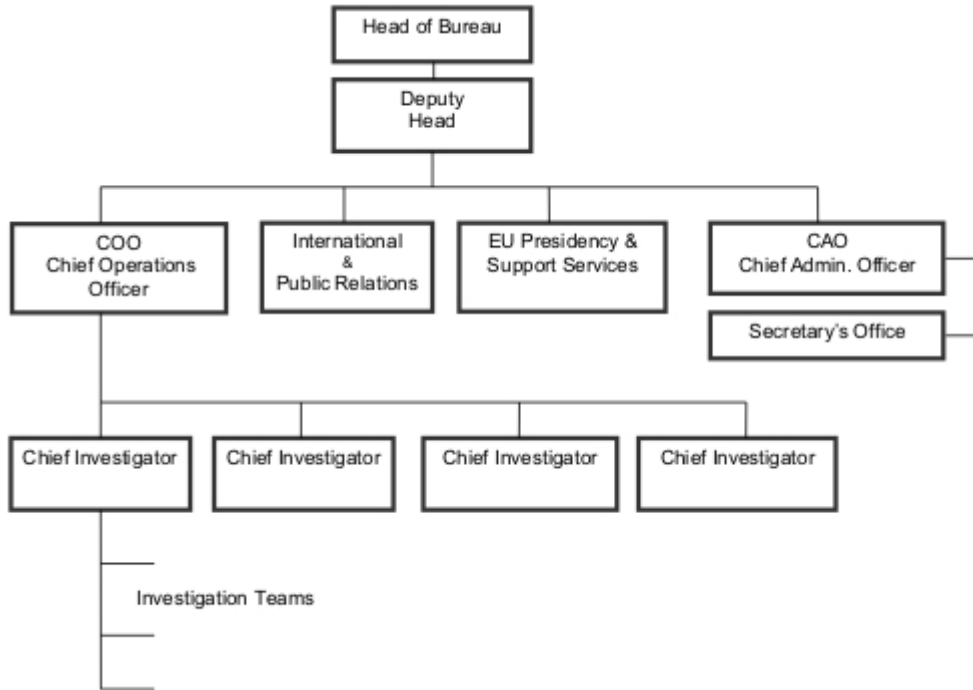 Head of Bureau
Deputy
Head
COO
Chief Operations
Officer
International
&
Public Relations
EU Presidency &
Support Services
CAO
Chief Admin. Officer
Secretary's Office
Chief Investigator
Chief Investigator
Chief Investigator
Chief Investigator
Investigation Teams